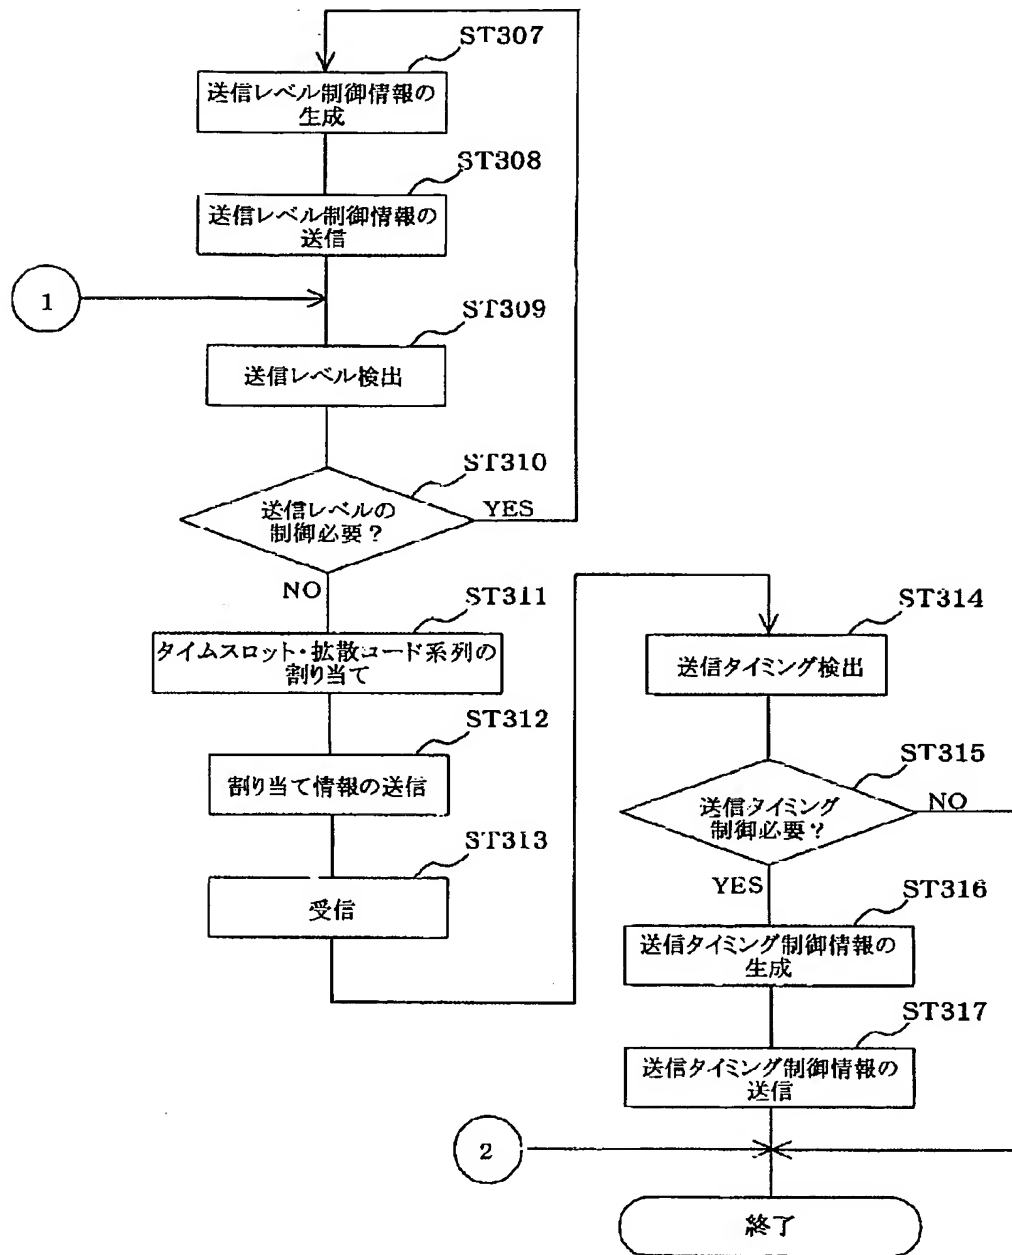 ST307
送信レベル制御情報の
生成
ST308
送信レベル制御情報の
送信
1
ST309
送信レベル検出
ST310
送信レベルの
制御必要?
YES
NO
ST311
タイムスロット・拡散コード系列の
割り当て
ST312
割り当て情報の送信
ST313
受信
ST314
送信タイミング検出
ST315
送信タイミング
制御必要?
NO
YES
ST316
送信タイミング制御情報の
生成
ST317
送信タイミング制御情報の
送信
2
終了